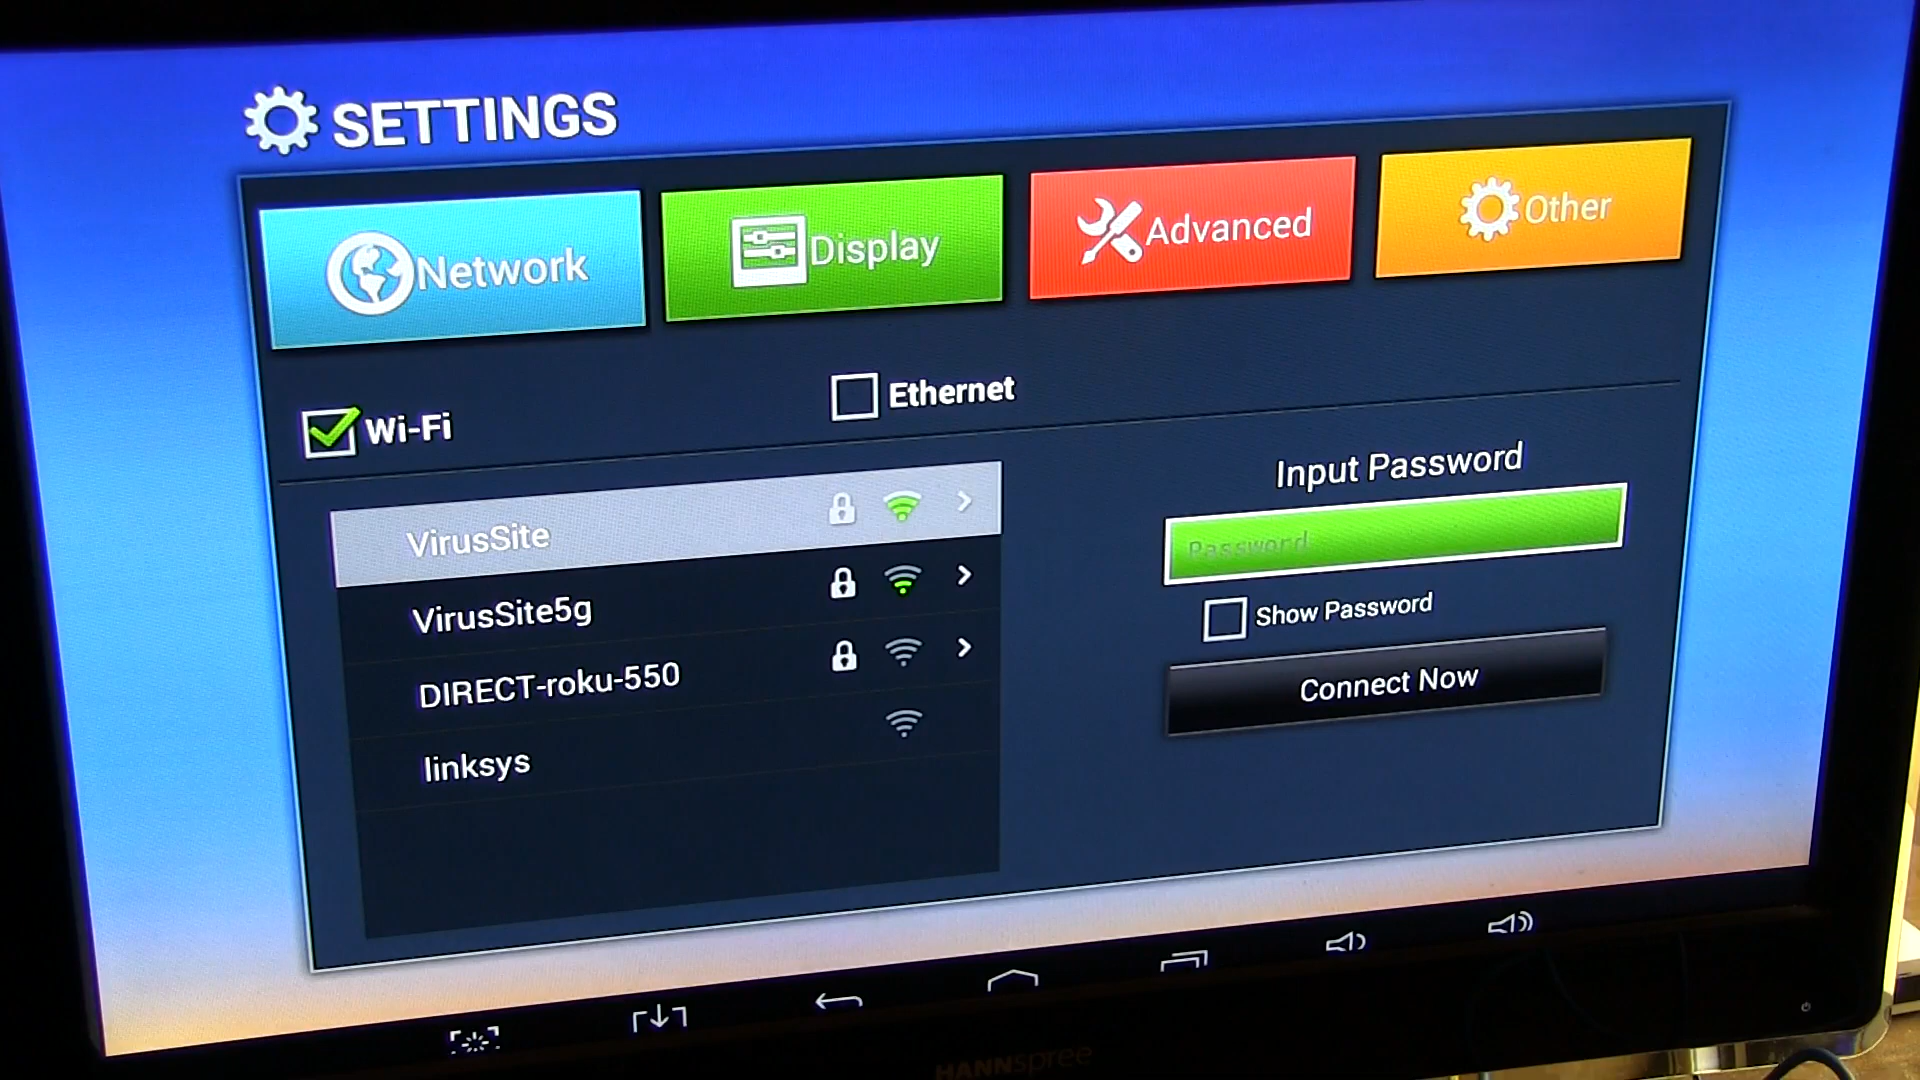 SETTINGS
Network
Display
Advanced
Other
Wi-Fi
Ethernet
VirusSite
VirusSite5g
DIRECT-roku-550
linksys
Input Password
Password
Show Password
Connect Now
HANNspree